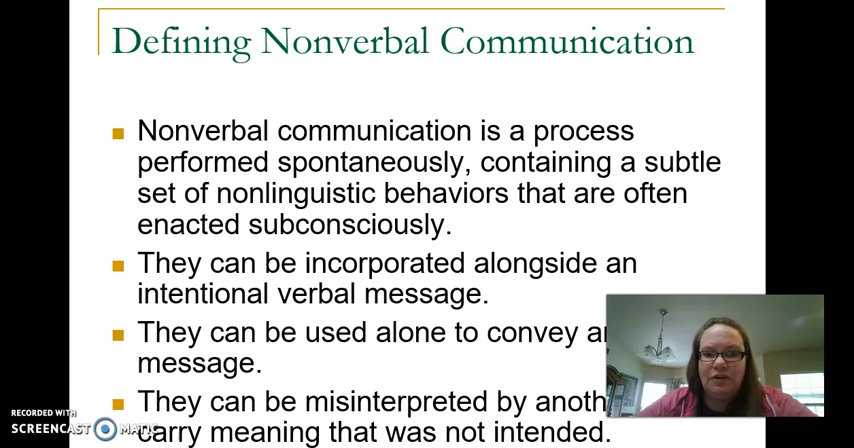 Defining Nonverbal Communication
Nonverbal communication is a process
performed spontaneously, containing a subtle
set of nonlinguistic behaviors that are often
enacted subconsciously.
They can be incorporated alongside an
intentional verbal message.
They can be used alone to convey
message.
They can be misinterpreted by
carry meaning that was not intended.
RECORDED WITH
SCREENCAST MATIC